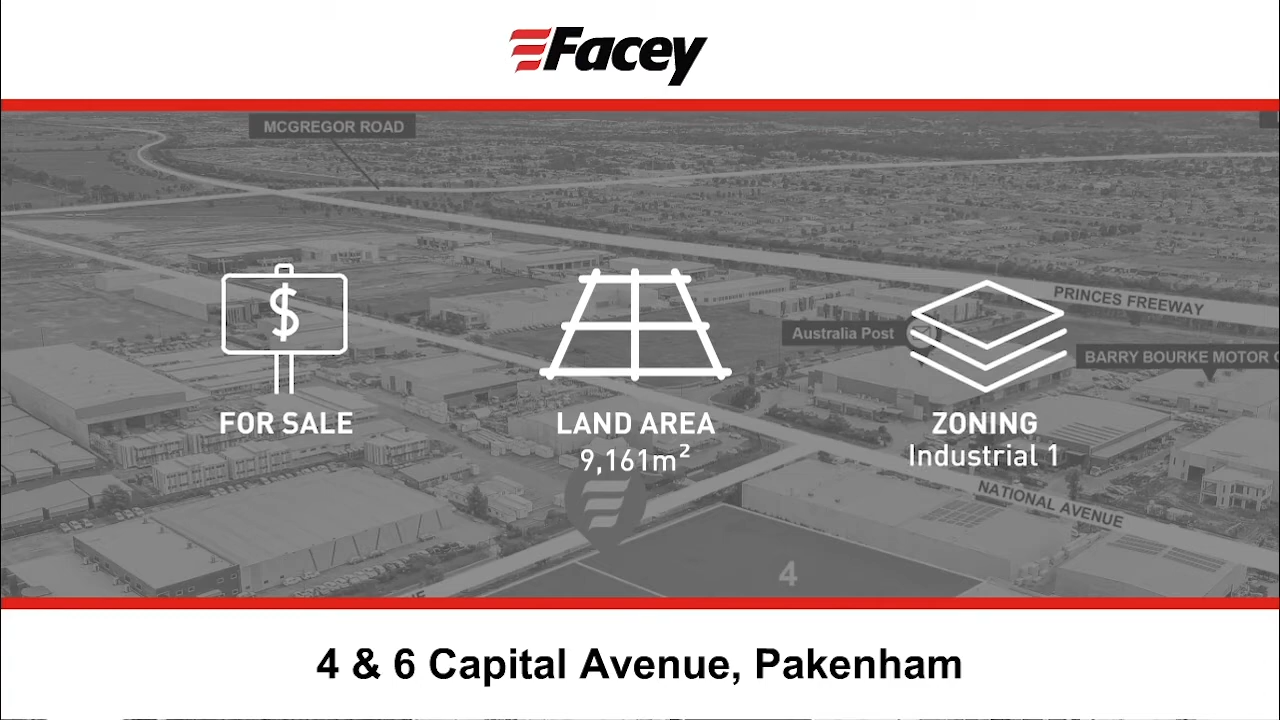 Facey
MCGREGOR ROAD
PRINCES FREEWAY
Australia Post
BARRY BOURKE MOTOR
$
FOR SALE
LAND AREA
9,161m²
ZONING
Industrial 1
NATIONAL AVENUE
4
4 & 6 Capital Avenue, Pakenham